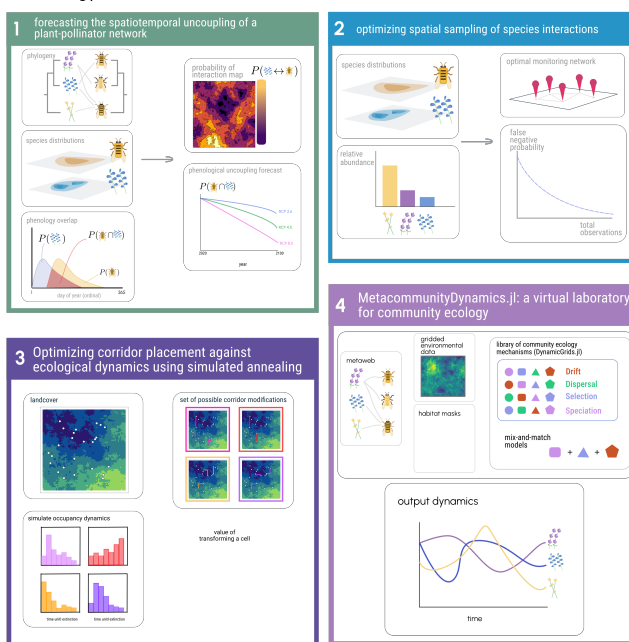 1
forecasting the spatiotemporal uncoupling of a
plant-pollinator network
phylogeny
species distributions
phenology overlap
P( )
P( ∩ )
P( )
1
day of year (ordinal)
365
probability of
interaction map
P( ↔ )
phenological uncoupling forecast
P( ∩ )
RCP 4.5
2020
2100
year
2
optimizing spatial sampling of species interactions
species distributions
relative
abundance
optimal monitoring network
false
negative
probability
total
observations
3
Optimizing corridor placement against
ecological dynamics using simulated annealing
landcover
set of possible corridor modifications
simulate occupancy dynamics
time until extinction
time until extinction
value of
transforming a cell
4
MetacommunityDynamics.jl: a virtual laboratory
for community ecology
metaweb
gridded
environmental
data
habitat masks
library of community ecology
mechanisms (DynamicGrids.jl)
Drift
Dispersal
Selection
Speciation
mix-and-match
models
+ +
output dynamics
time